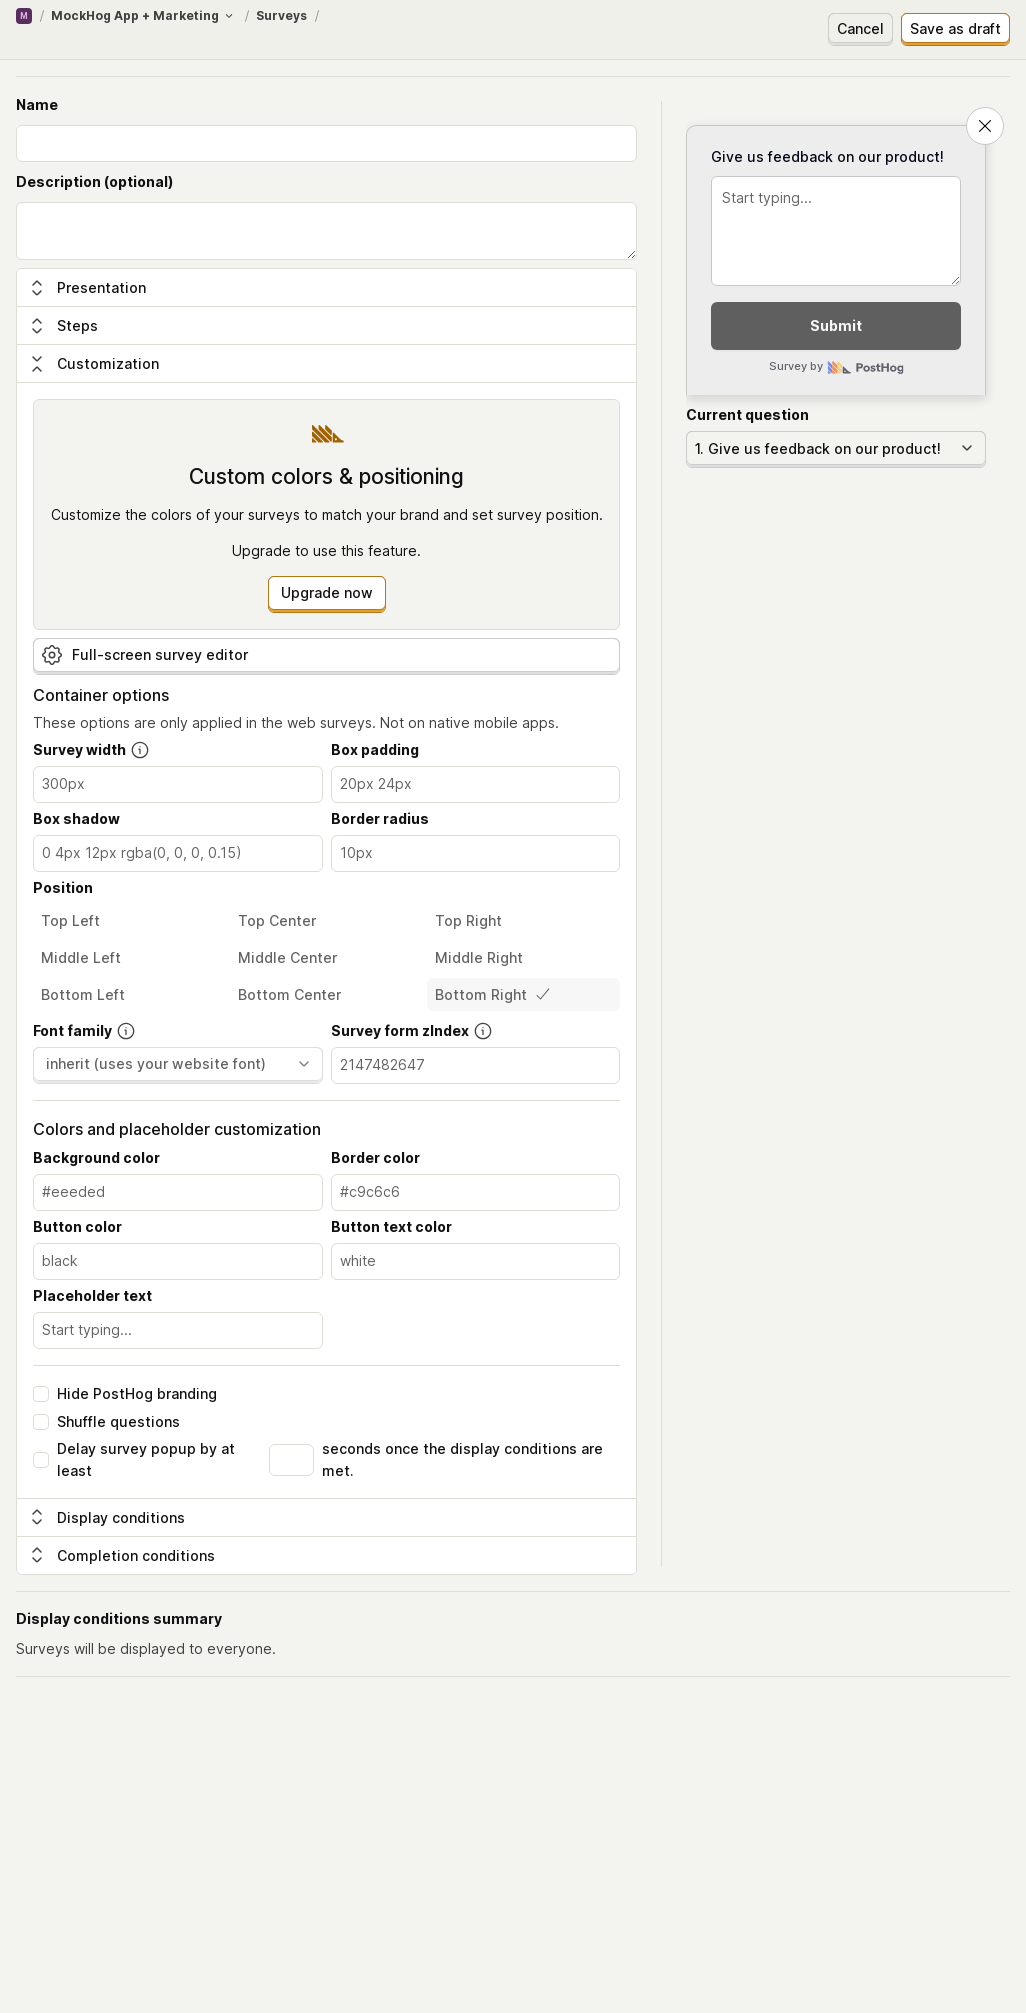 M / MockHog App + Marketing / Surveys /
Cancel
Save as draft
Name
Description (optional)
Presentation
Steps
Customization
Custom colors & positioning
Customize the colors of your surveys to match your brand and set survey position.
Upgrade to use this feature.
Upgrade now
Full-screen survey editor
Container options
These options are only applied in the web surveys. Not on native mobile apps.
Survey width
Box padding
300px
20px 24px
Box shadow
Border radius
0 4px 12px rgba(0, 0, 0, 0.15)
10px
Position
Top Left
Top Center
Top Right
Middle Left
Middle Center
Middle Right
Bottom Left
Bottom Center
Bottom Right
Font family
Survey form zIndex
inherit (uses your website font)
2147482647
Colors and placeholder customization
Background color
Border color
#eeeded
#c9c6c6
Button color
Button text color
black
white
Placeholder text
Start typing...
Hide PostHog branding
Shuffle questions
Delay survey popup by at
least
seconds once the display conditions are
met.
Display conditions
Completion conditions
Give us feedback on our product!
Start typing...
Submit
Survey by PostHog
Current question
1. Give us feedback on our product!
Display conditions summary
Surveys will be displayed to everyone.